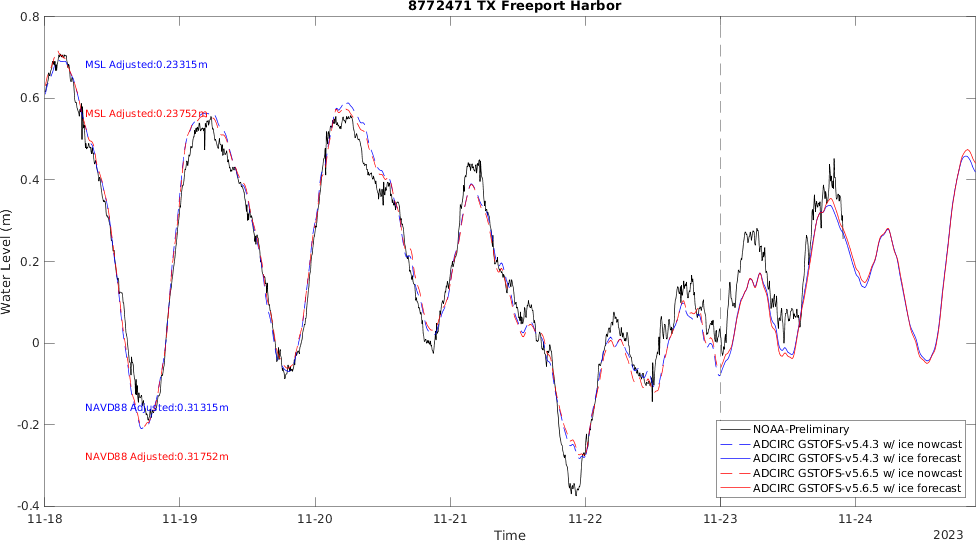 8772471 TX Freeport Harbor
0.8
0.6
0.4
0.2
0
-0.2
-0.4
Water Level (m)
MSL Adjusted:0.23315m
MSL Adjusted:0.23752m
NAVD88 Adjusted:0.31315m
NAVD88 Adjusted:0.31752m
NOAA-Preliminary
ADCIRC GSTOFS-v5.4.3 w/ ice nowcast
ADCIRC GSTOFS-v5.4.3 w/ ice forecast
ADCIRC GSTOFS-v5.6.5 w/ ice nowcast
ADCIRC GSTOFS-v5.6.5 w/ ice forecast
11-18 11-19 11-20 11-21 11-22 11-23 11-24
Time
2023